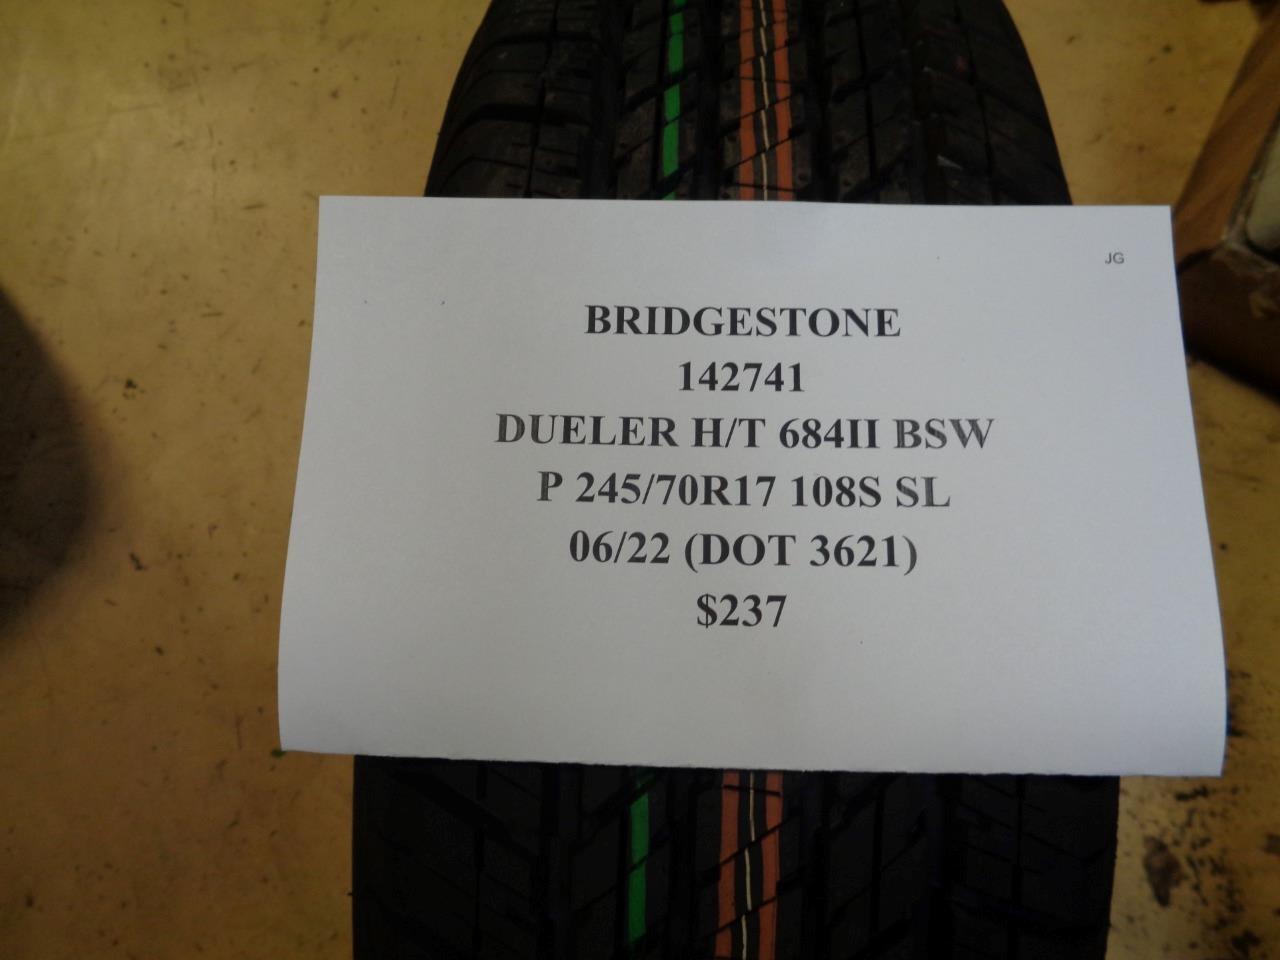 JG
BRIDGESTONE
142741
DUELER H/T 684II BSW
P 245/70R17 108S SL
06/22 (DOT 3621)
$237